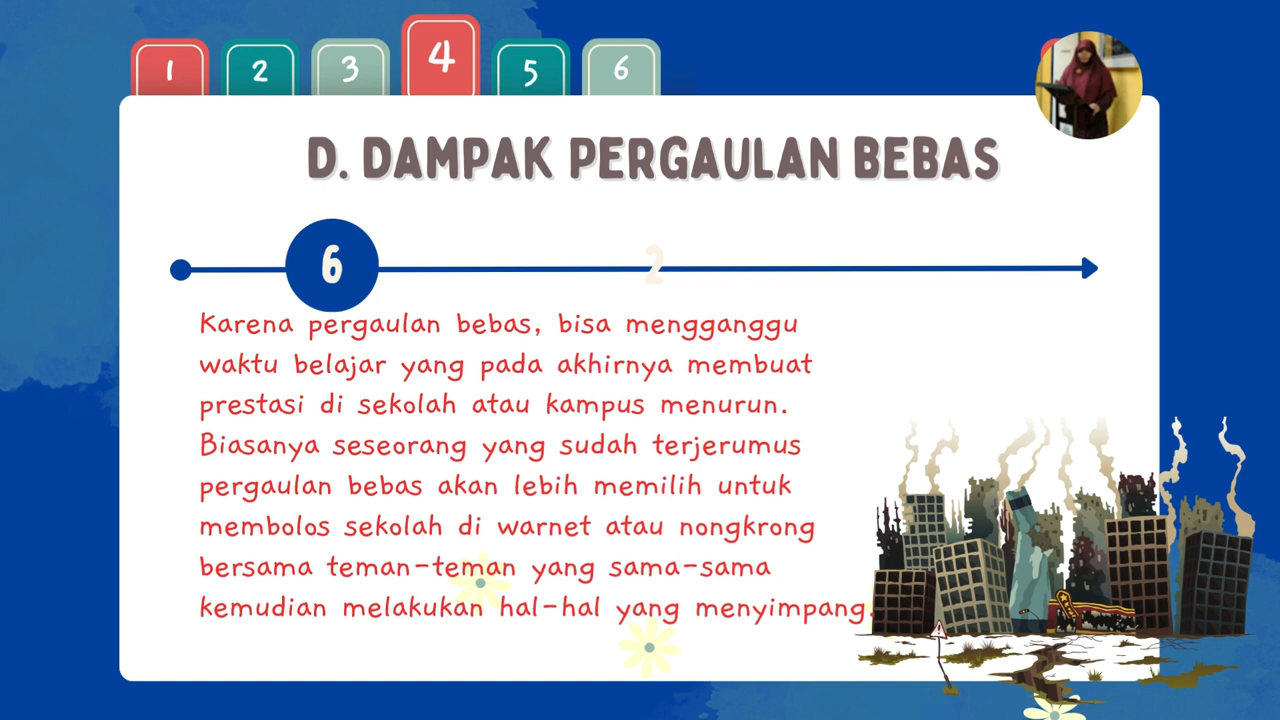 1 2 3 4 5 6
D. DAMPAK PERGAULAN BEBAS
6 2
Karena pergaulan bebas, bisa mengganggu
waktu belajar yang pada akhirnya membuat
prestasi di sekolah atau kampus menurun.
Biasanya seseorang yang sudah terjerumus
pergaulan bebas akan lebih memilih untuk
membolos sekolah di warnet atau nongkrong
bersama teman-teman yang sama-sama
kemudian melakukan hal-hal yang menyimpang.